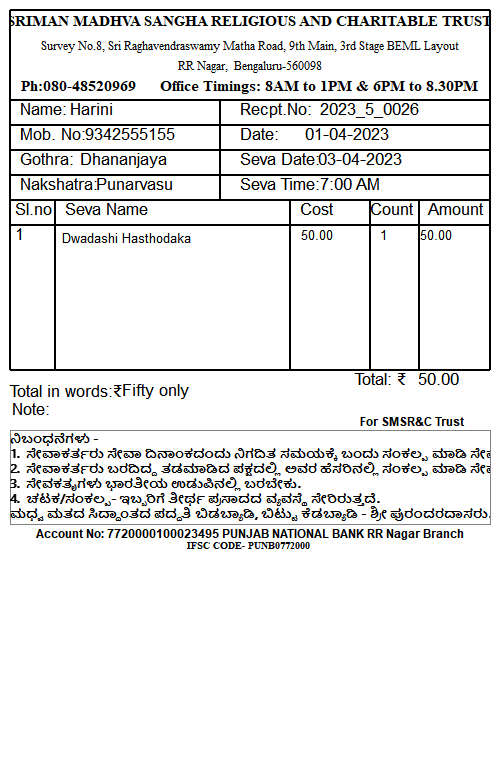 SRIMAN MADHVA SANGHA RELIGIOUS AND CHARITABLE TRUST
Survey No.8, Sri Raghavendraswamy Matha Road, 9th Main, 3rd Stage BEML Layout
RR Nagar, Bengaluru-560098
Ph:080-48520969 Office Timings: 8AM to 1PM & 6PM to 8.30PM
Name: Harini Recpt.No: 2023_5_0026
Mob. No:9342555155 Date: 01-04-2023
Gothra: Dhananjaya Seva Date:03-04-2023
Nakshatra:Punarvasu Seva Time:7:00 AM
Sl.no Seva Name Cost Count Amount
1 Dwadashi Hasthodaka 50.00 1 50.00
Total: ₹ 50.00
Total in words:₹Fifty only
Note:
For SMSR&C Trust
ನಿಬಂಧನೆಗಳು -
1. ಸೇವಾಕರ್ತರು ಸೇವಾ ದಿನಾಂಕದಂದು ನಿಗದಿತ ಸಮಯಕ್ಕೆ ಬಂದು ಸಂಕಲ್ಪ ಮಾಡಿ
2. ಸೇವಾಕರ್ತರು ಬರದಿದ್ದ ತಡಮಾಡಿದ ಪಕ್ಷದಲ್ಲಿ ಅವರ ಹೆಸರಿನಲ್ಲಿ ಸಂಕಲ್ಪ ಮಾಡಿ
3. ಸೇವಕತೃಗಳು ಭಾರತೀಯ ಉಡುಪಿನಲ್ಲಿ ಬರಬೇಕು.
4. ಚಟಕ/ಸಂಕಲ್ಪ- ಇಬ್ಬರಿಗೆ ತೀರ್ಥ ಪ್ರಸಾದದ ವ್ಯವಸ್ಥೆ ಸೇರಿರುತ್ತದೆ.
ಮಧ್ವ ಮತದ ಸಿದ್ಧಾಂತದ ಪದ್ಧತಿ ಬಿಡಬ್ಯಾಡಿ, ಬಿಟ್ಟು ಕೆಡಬ್ಯಾಡಿ - ಶ್ರೀ ಪುರಂದರದಾಸರು.
Account No: 7720000100023495 PUNJAB NATIONAL BANK RR Nagar Branch
IFSC CODE- PUNB0772000